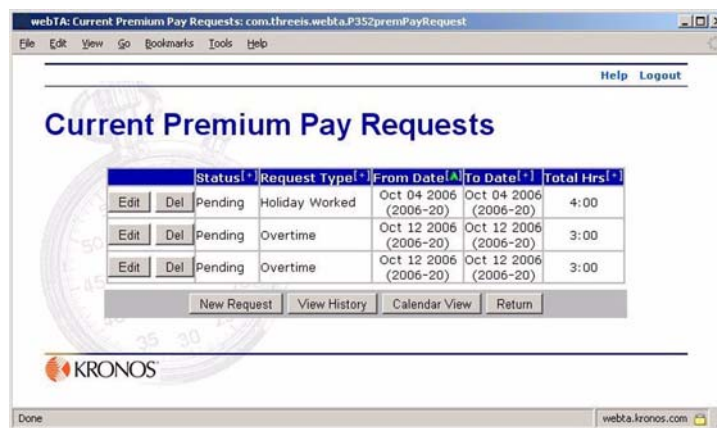 webTA: Current Premium Pay Requests: com.threeis.webta.P352premPayRequest
File Edit View Go Bookmarks Tools Help
Help Logout
Current Premium Pay Requests
Status[+] Request Type[+] From Date[A] To Date[+] Total Hrs[+]
Edit Del Pending Holiday Worked Oct 04 2006 (2006-20) Oct 04 2006 (2006-20) 4:00
Edit Del Pending Overtime Oct 12 2006 (2006-20) Oct 12 2006 (2006-20) 3:00
Edit Del Pending Overtime Oct 12 2006 (2006-20) Oct 12 2006 (2006-20) 3:00
New Request View History Calendar View Return
50
45
35 30
KRONOS
Done webta.kronos.com